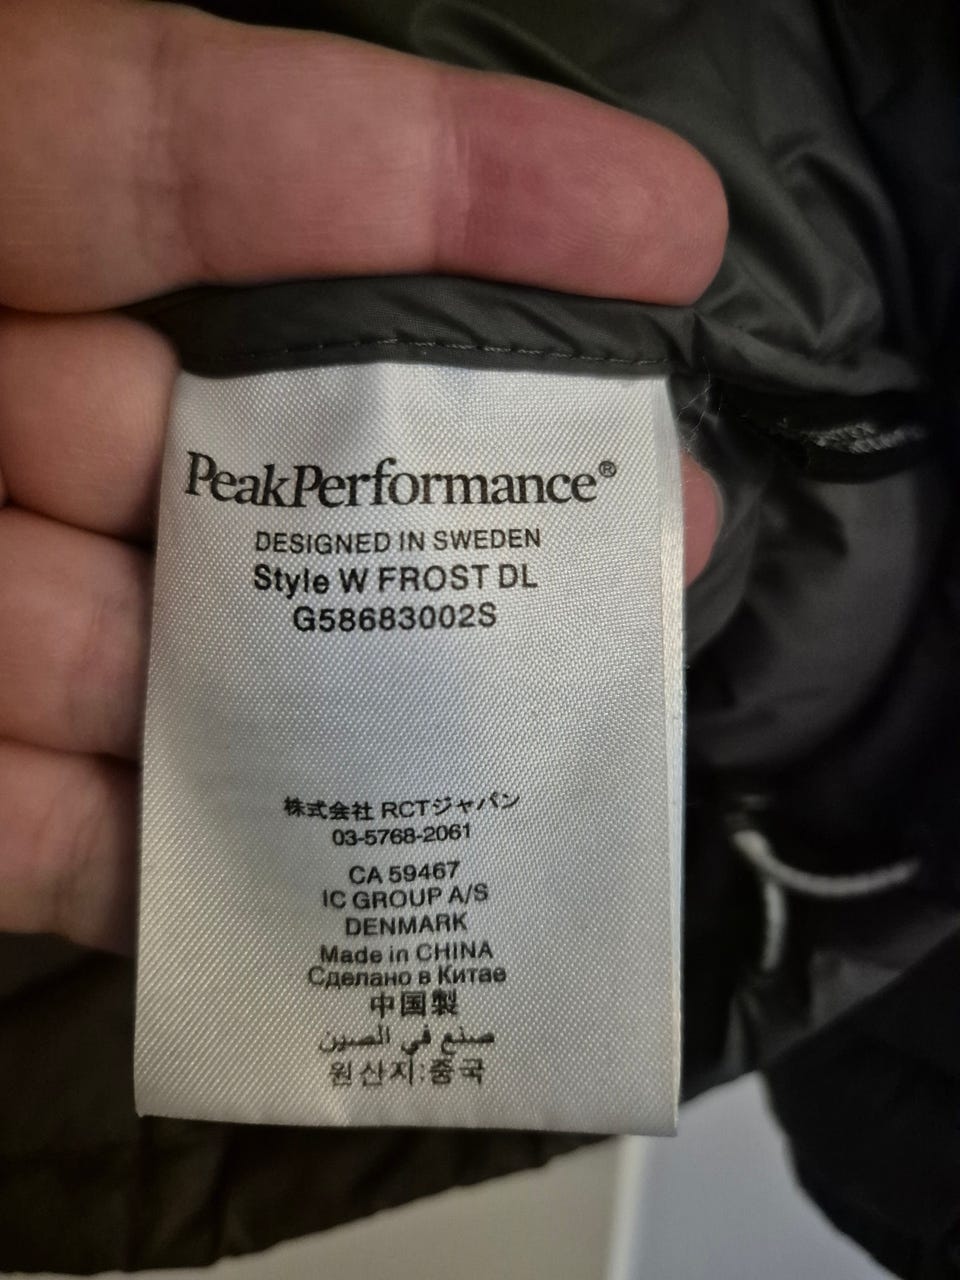 PeakPerformance®
DESIGNED IN SWEDEN
Style W FROST DL
G58683002S
株式会社 RCTジャパン
03-5768-2061
CA 59467
IC GROUP A/S
DENMARK
Made in CHINA
Сделано в Китае
中国製
صنع في الصين
원산지:중국